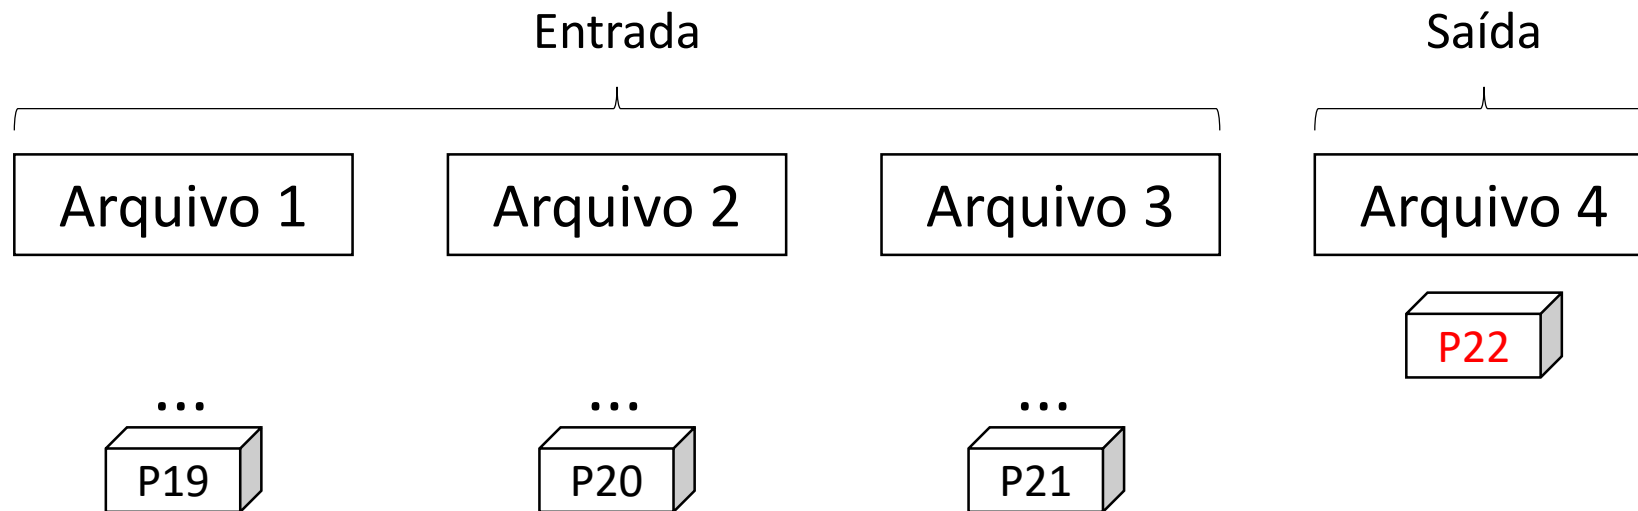 Entrada
Saída
Arquivo 1
Arquivo 2
Arquivo 3
Arquivo 4
P22
...
...
...
P19
P20
P21